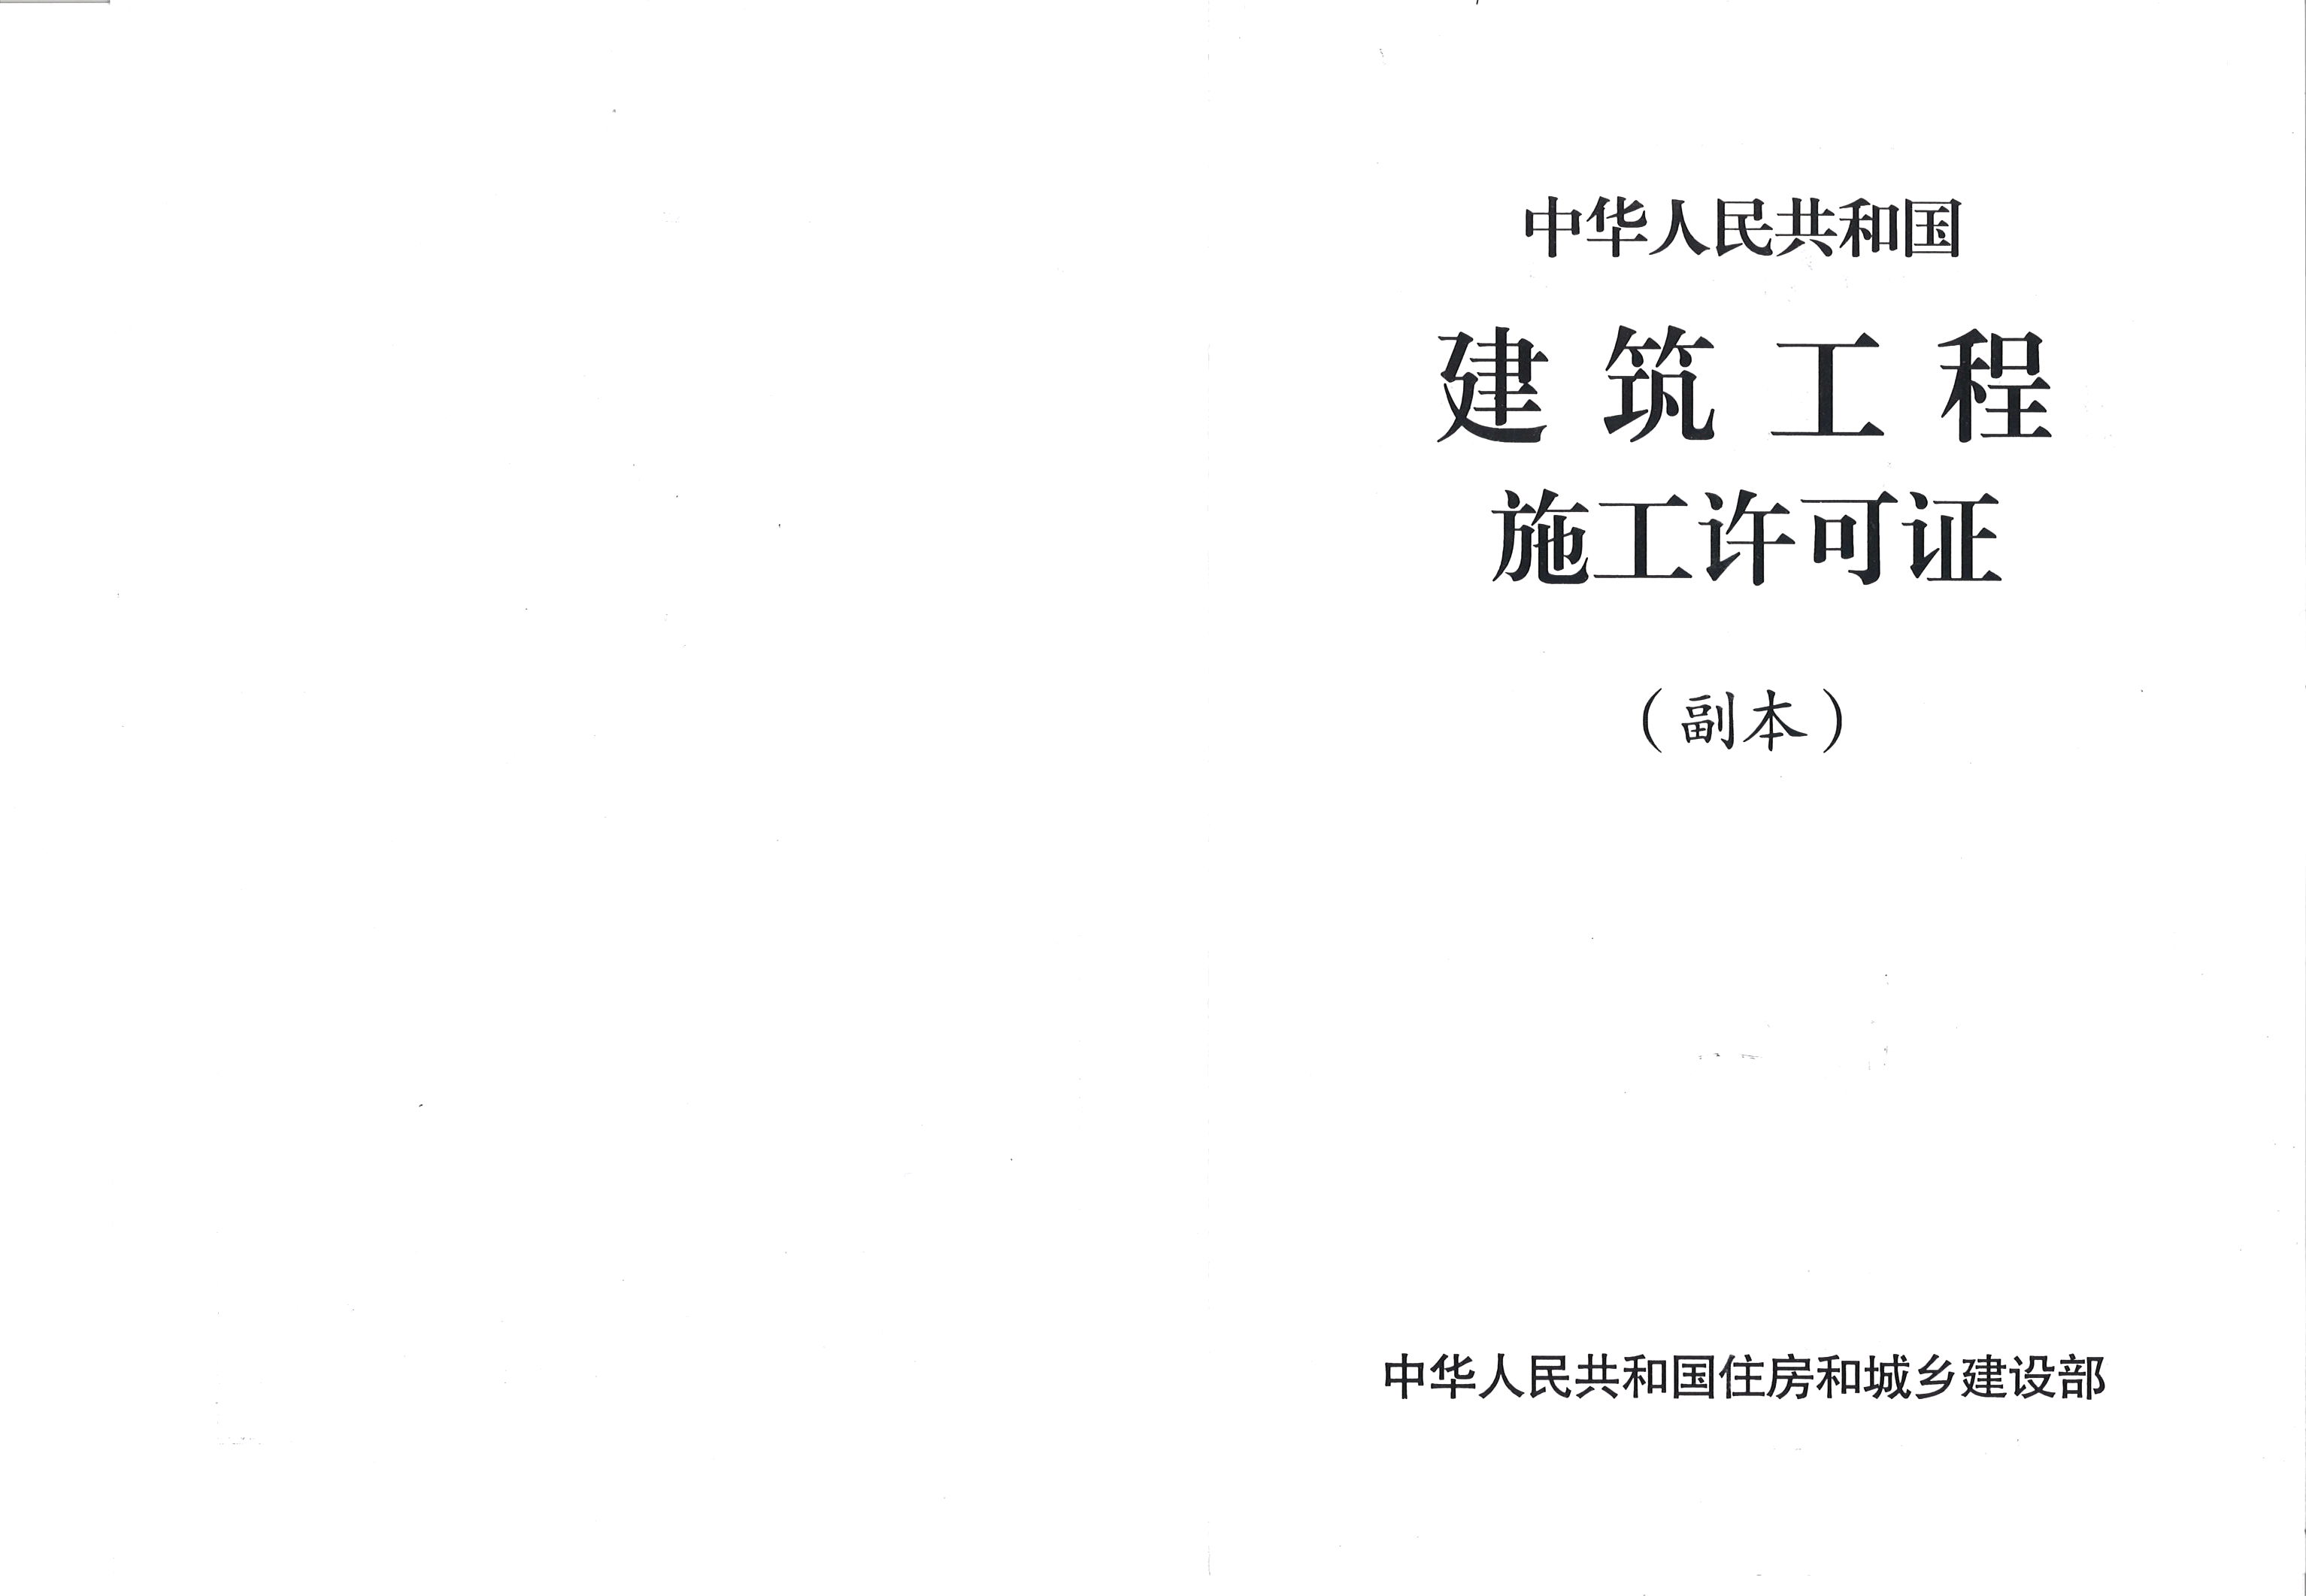 中华人民共和国
建筑工程
施工许可证
（副本）
中华人民共和国住房和城乡建设部